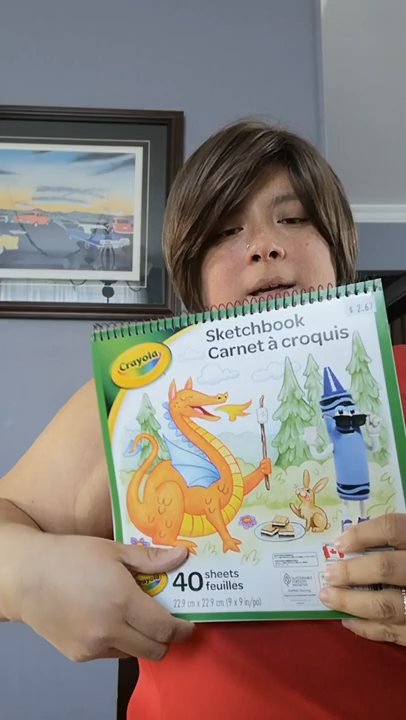 $ 2.67
Sketchbook
Carnet à croquis
Crayola
40 sheets
feuilles
22.9 cm x 22.9 cm (9 x 9 in/po)